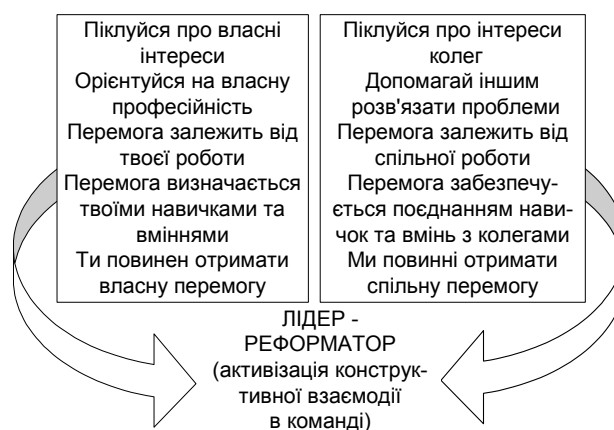 Піклуйся про власні
інтереси
Орієнтуйся на власну
професійність
Перемога залежить від
твоєї роботи
Перемога визначається
твоїми навичками та
вміннями
Ти повинен отримати
власну перемогу
Піклуйся про інтереси
колег
Допомагай іншим
розв'язати проблеми
Перемога залежить від
спільної роботи
Перемога забезпечу-
ється поєднанням нави-
чок та вмінь з колегами
Ми повинні отримати
спільну перемогу
ЛІДЕР -
РЕФОРМАТОР
(активізація конструк-
тивної взаємодії
в команді)